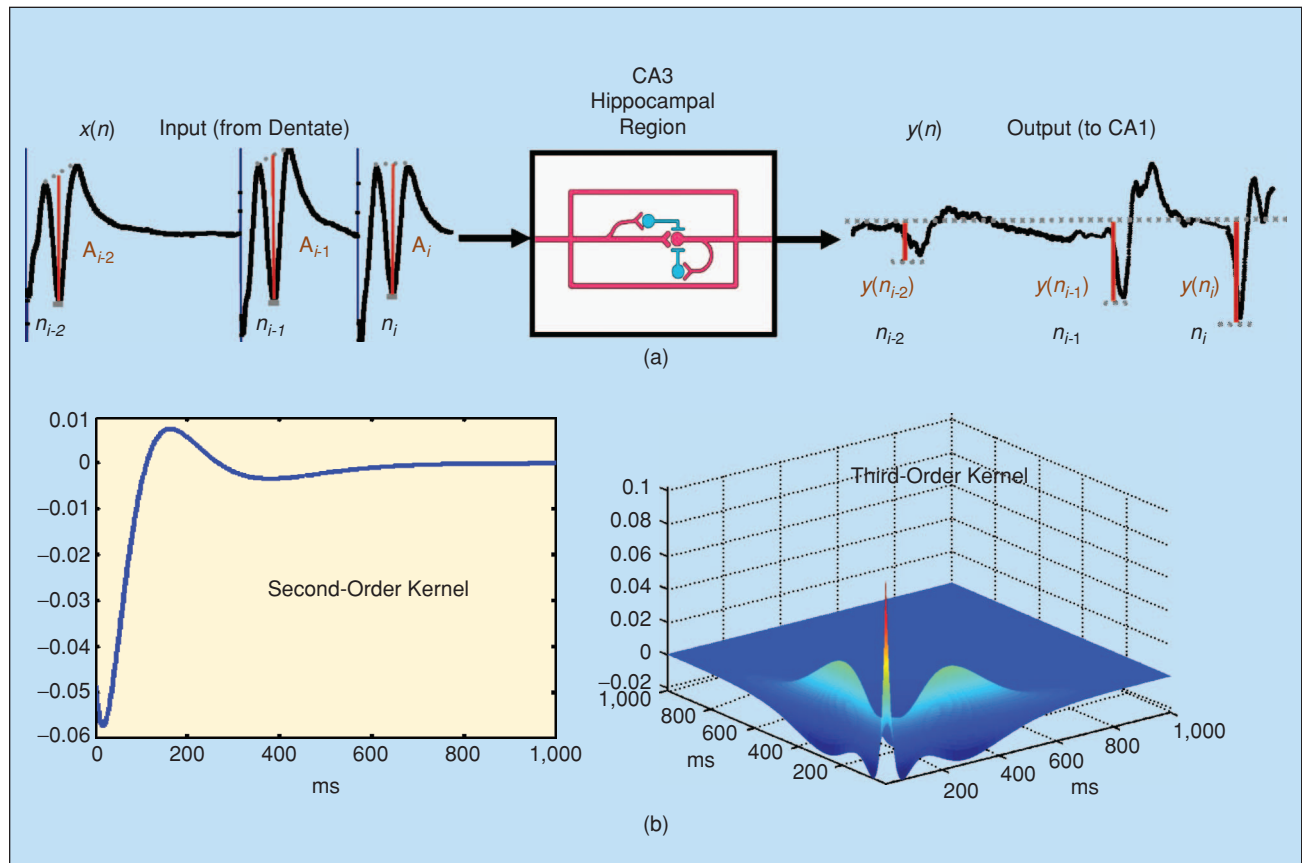 CA3
Hippocampal
Region
x(n) Input (from Dentate)
y(n) Output (to CA1)
A_{i-2} A_{i-1} A_i
n_{i-2} n_{i-1} n_i
y(n_{i-2}) y(n_{i-1}) y(n_i)
n_{i-2} n_{i-1} n_i
(a)
0.01
0
−0.01
−0.02
−0.03
−0.04
−0.05
−0.06
Second-Order Kernel
0 200 400 600 800 1,000
ms
Third-Order Kernel
0.1
0.08
0.06
0.04
0.02
0
−0.02
1,000
800
600
400
200
ms
200
400
600
800
1,000
ms
(b)